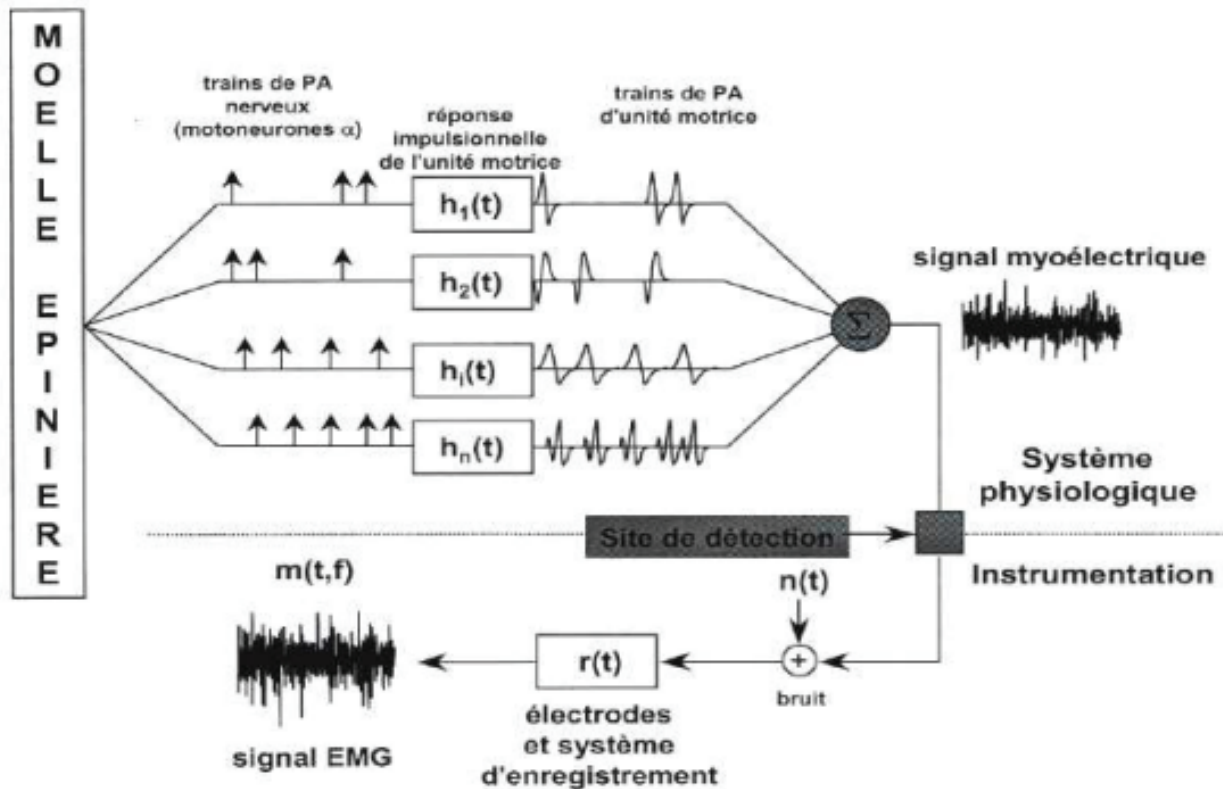 MOELLE EPINIERE
trains de PA
nerveux
(motoneurones α)
réponse
impulsionnelle
de l'unité motrice
trains de PA
d'unité motrice
h1(t)
h2(t)
hi(t)
hn(t)
Σ
signal myoélectrique
Système
physiologique
Site de détection
Instrumentation
m(t,f)
n(t)
+
bruit
r(t)
électrodes
et système
d'enregistrement
signal EMG